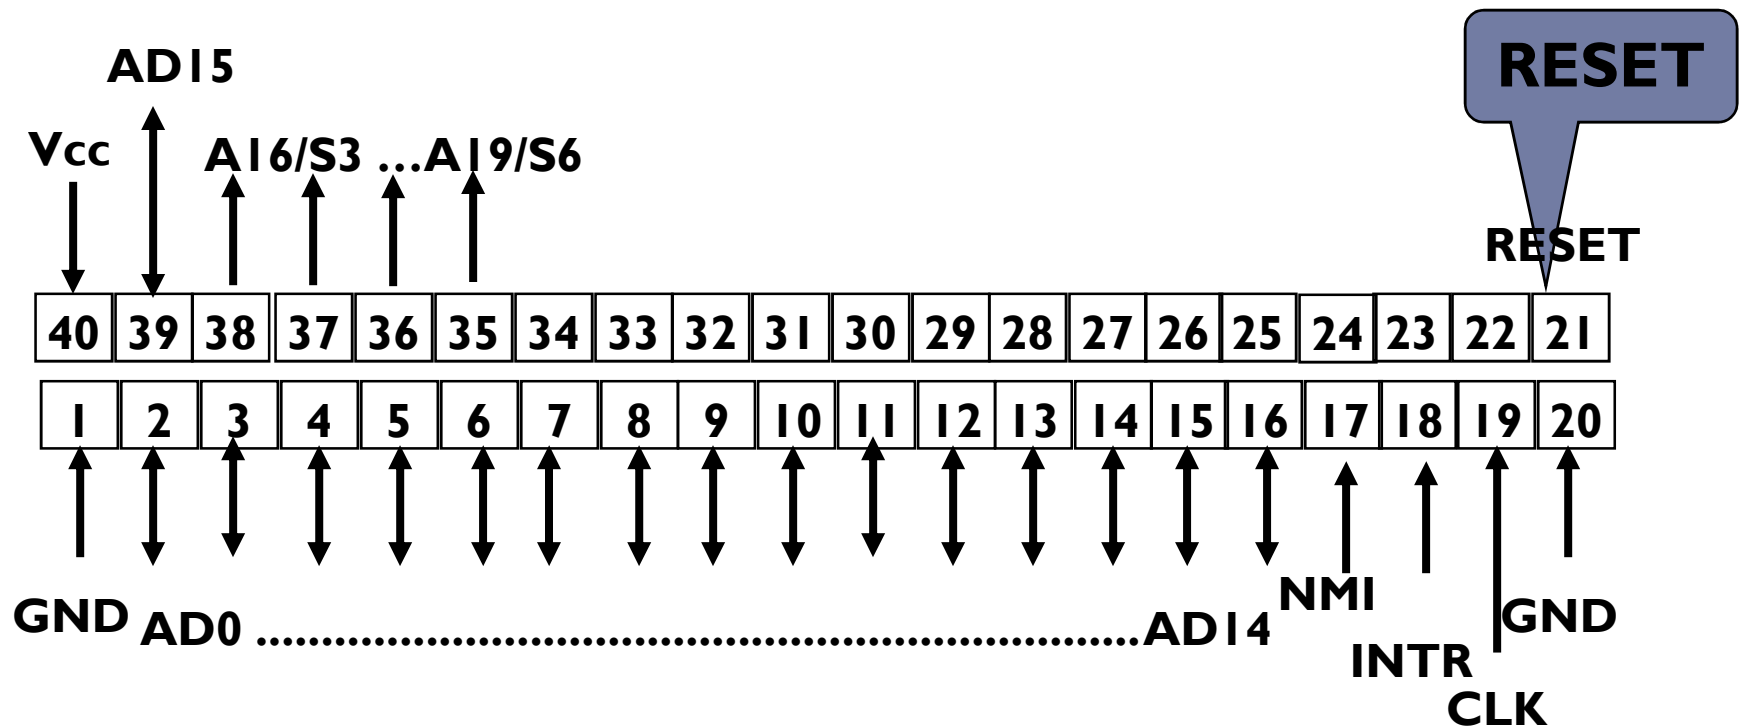 RESET
AD15
Vcc
A16/S3 ...A19/S6
RESET
40 39 38 37 36 35 34 33 32 31 30 29 28 27 26 25 24 23 22 21
1 2 3 4 5 6 7 8 9 10 11 12 13 14 15 16 17 18 19 20
NMI
GND AD0 ....................................................................AD14 GND
INTR
CLK